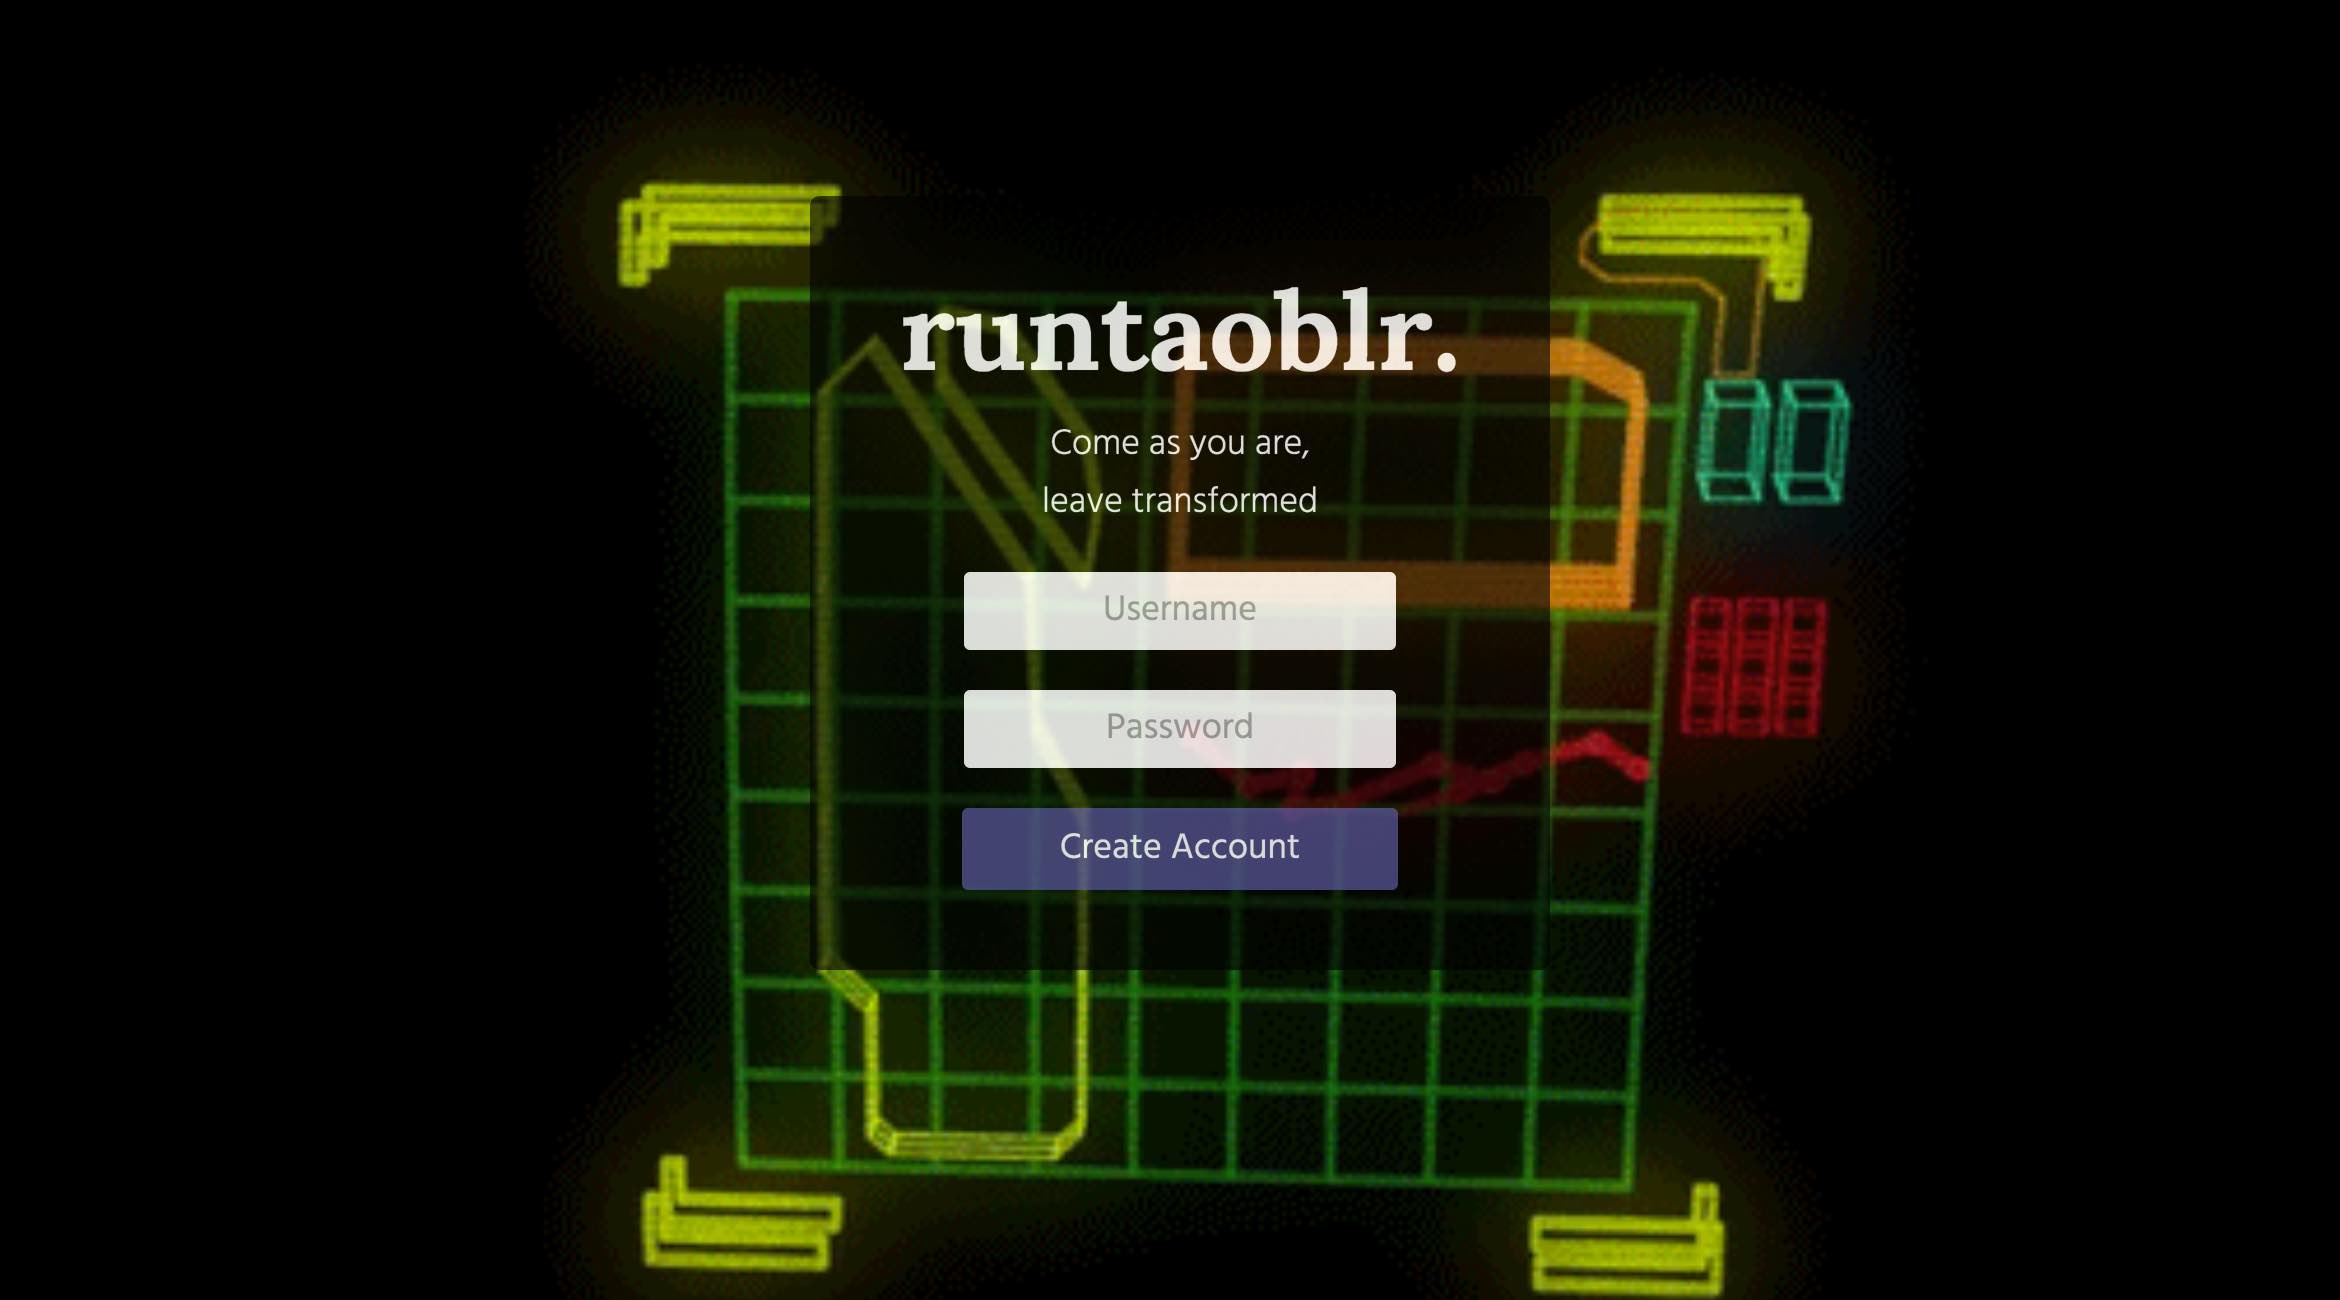 runtaoblr.
Come as you are,
leave transformed
Username
Password
Create Account